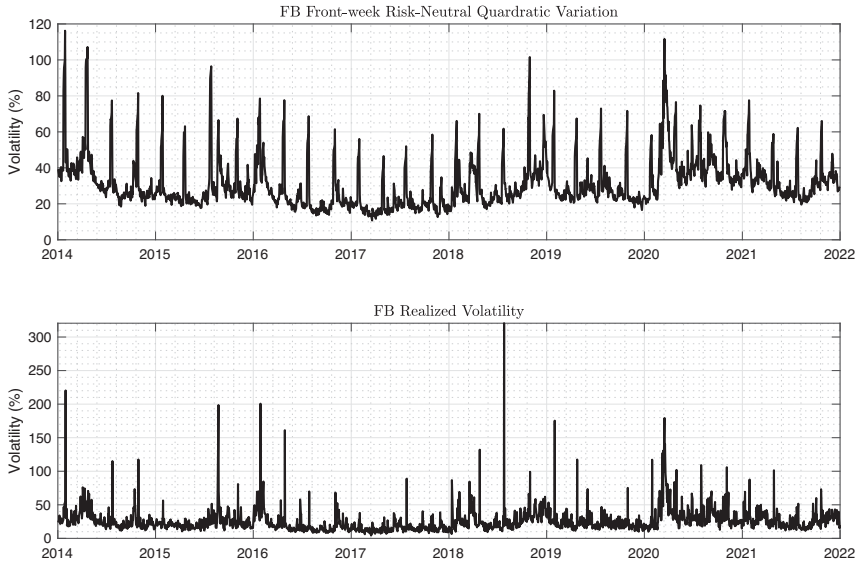 FB Front-week Risk-Neutral Quardratic Variation
120
100
80
60
40
20
0
Volatility (%)
2014 2015 2016 2017 2018 2019 2020 2021 2022
FB Realized Volatility
300
250
200
150
100
50
0
Volatility (%)
2014 2015 2016 2017 2018 2019 2020 2021 2022